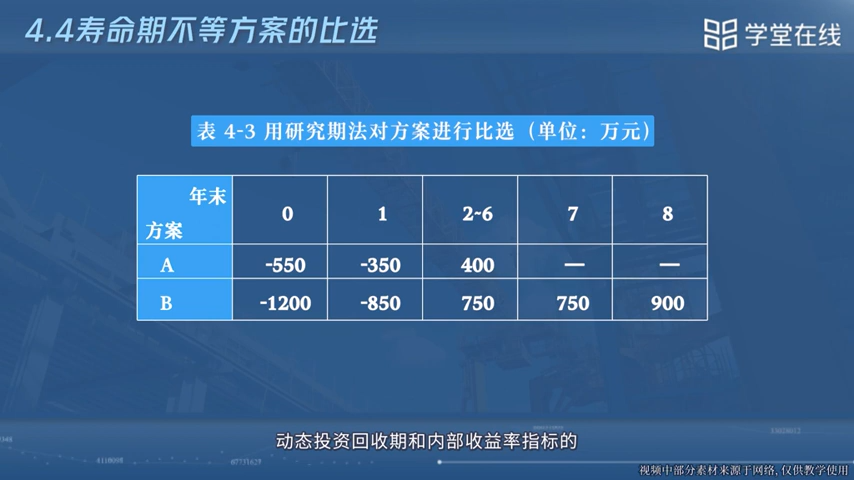 4.4寿命期不等方案的比选
学堂在线
表 4-3 用研究期法对方案进行比选（单位：万元）
年末
方案
0 1 2~6 7 8
A -550 -350 400 — —
B -1200 -850 750 750 900
动态投资回收期和内部收益率指标的
视频中部分素材来源于网络, 仅供教学使用